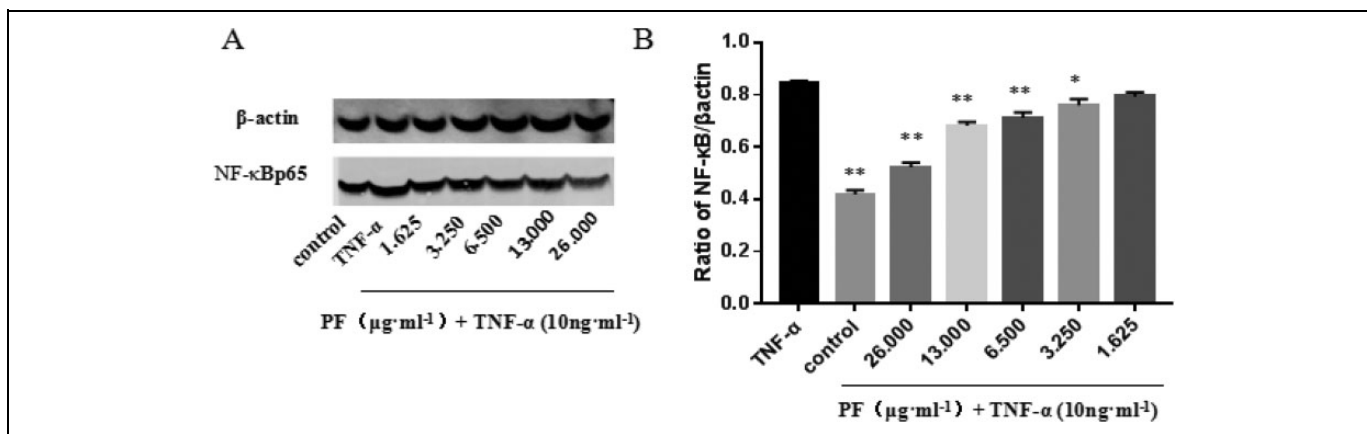 A
β-actin
NF-κBp65
control
TNF-α
1.625
3.250
6.500
13.000
26.000
PF（μg·ml-1) + TNF-α (10ng·ml-1)
B
Ratio of NF-κB/βactin
1.0
0.8
0.6
0.4
0.2
0.0
**
**
**
**
*
TNF-α
control
26.000
13.000
6.500
3.250
1.625
PF（μg·ml-1) + TNF-α (10ng·ml-1)